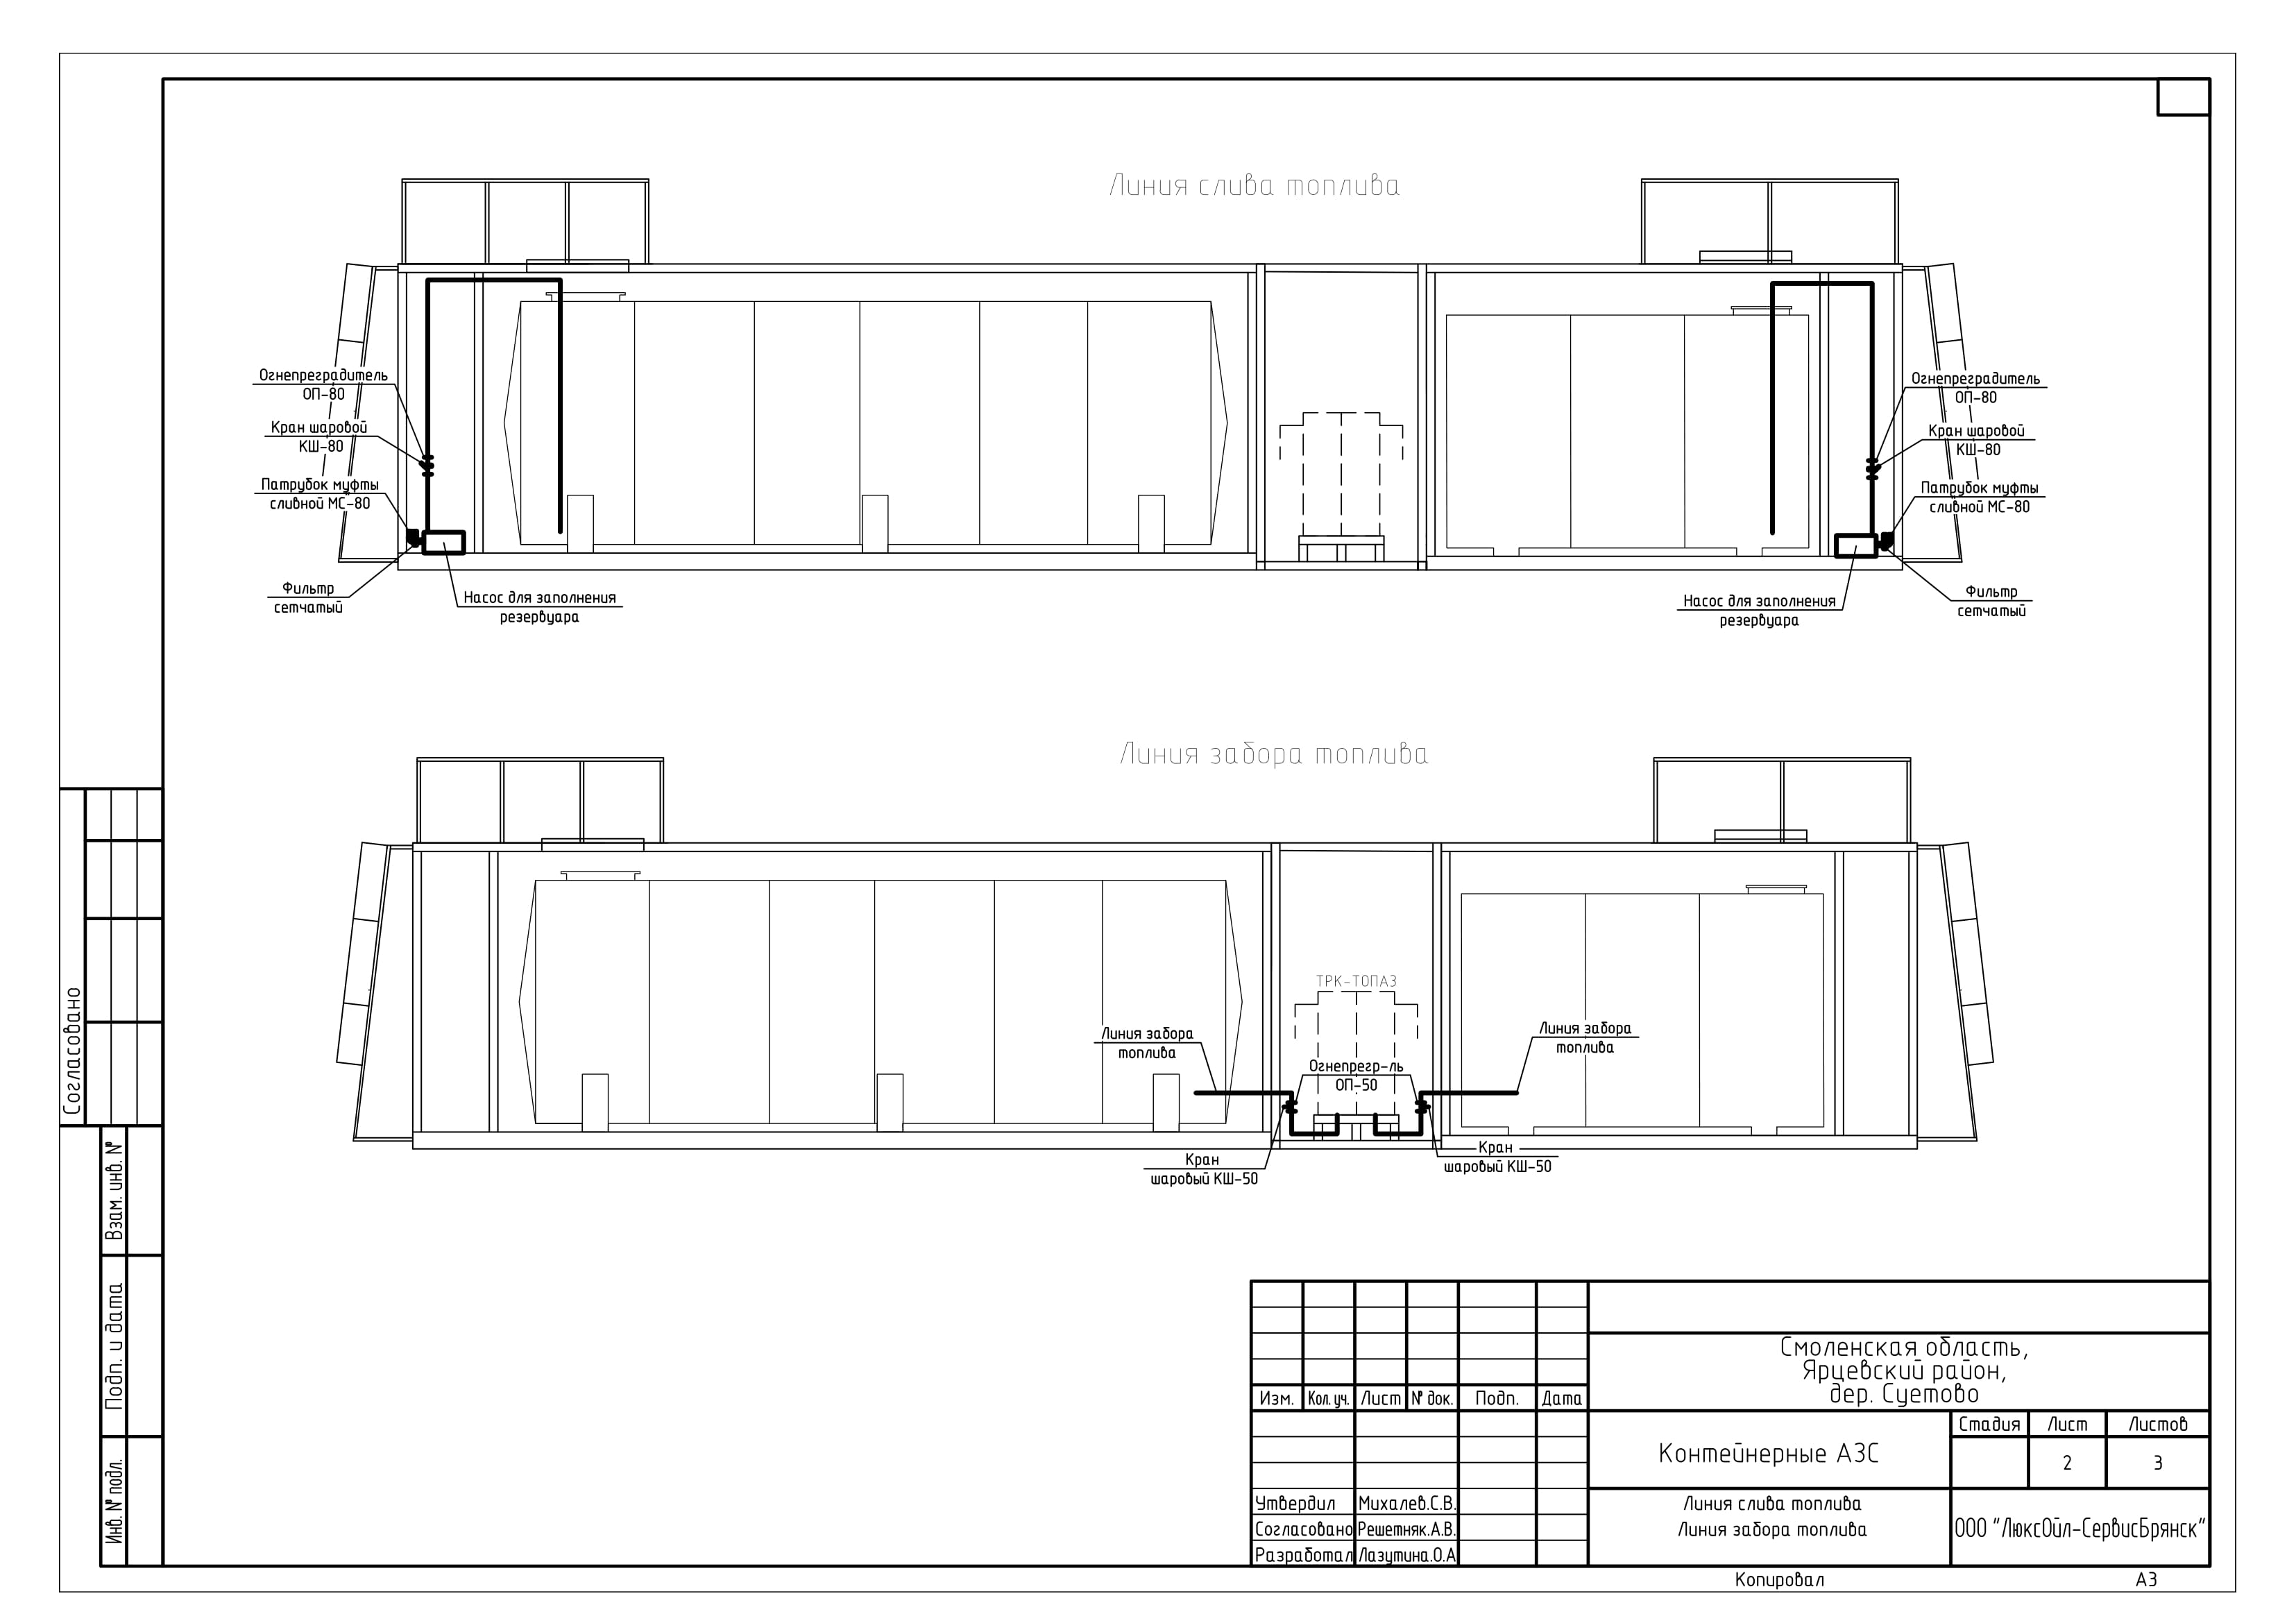 Линия слива топлива
Огнепреградитель
ОП-80
Кран шаровой
КШ-80
Патрубок муфты
сливной МС-80
Фильтр
сетчатый
Насос для заполнения
резервуара
Огнепреградитель
ОП-80
Кран шаровой
КШ-80
Патрубок муфты
сливной МС-80
Насос для заполнения
резервуара
Фильтр
сетчатый
Линия забора топлива
ТРК-ТОПАЗ
Линия забора
топлива
Огнепрегр-ль
ОП-50
Линия забора
топлива
Кран
шаровый КШ-50
Кран
шаровый КШ-50
Согласовано
Взам. инв. №
Подп. и дата
Инв. № подл.
Смоленская область,
Ярцевский район,
дер. Суетово
Изм. Кол. уч. Лист № док. Подп. Дата
Контейнерные АЗС
Стадия Лист Листов
2 3
Утвердил Михалев.С.В.
Согласовано Решетняк.А.В.
Разработал Лазутина.О.А
Линия слива топлива
Линия забора топлива
ООО "ЛюксОйл-СервисБрянск"
Копировал А3